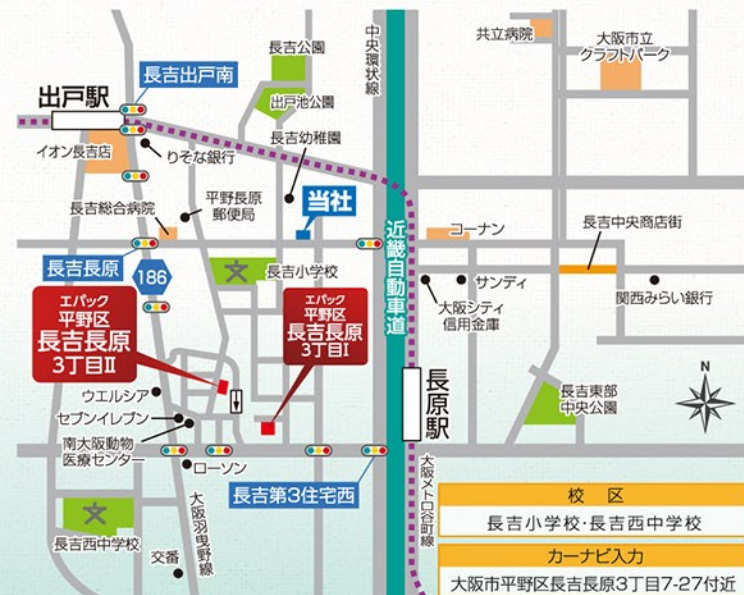 長吉公園
中央環状線
共立病院
大阪市立
クラフトパーク
長吉出戸南
出戸駅
出戸池公園
イオン長吉店
りそな銀行
長吉幼稚園
長吉総合病院
平野長原
郵便局
当社
近畿自動車道
コーナン
長吉中央商店街
長吉長原
186
文
長吉小学校
サンディ
大阪シティ
信用金庫
関西みらい銀行
エパック
平野区
長吉長原
3丁目Ⅱ
エパック
平野区
長吉長原
3丁目Ⅰ
N
ウエルシア
セブンイレブン
南大阪動物
医療センター
長原駅
長吉東部
中央公園
ローソン
長吉第3住宅西
大阪羽曳野線
大阪メトロ谷町線
文
長吉西中学校
交番
校 区
長吉小学校・長吉西中学校
カーナビ入力
大阪市平野区長吉長原3丁目7-27付近